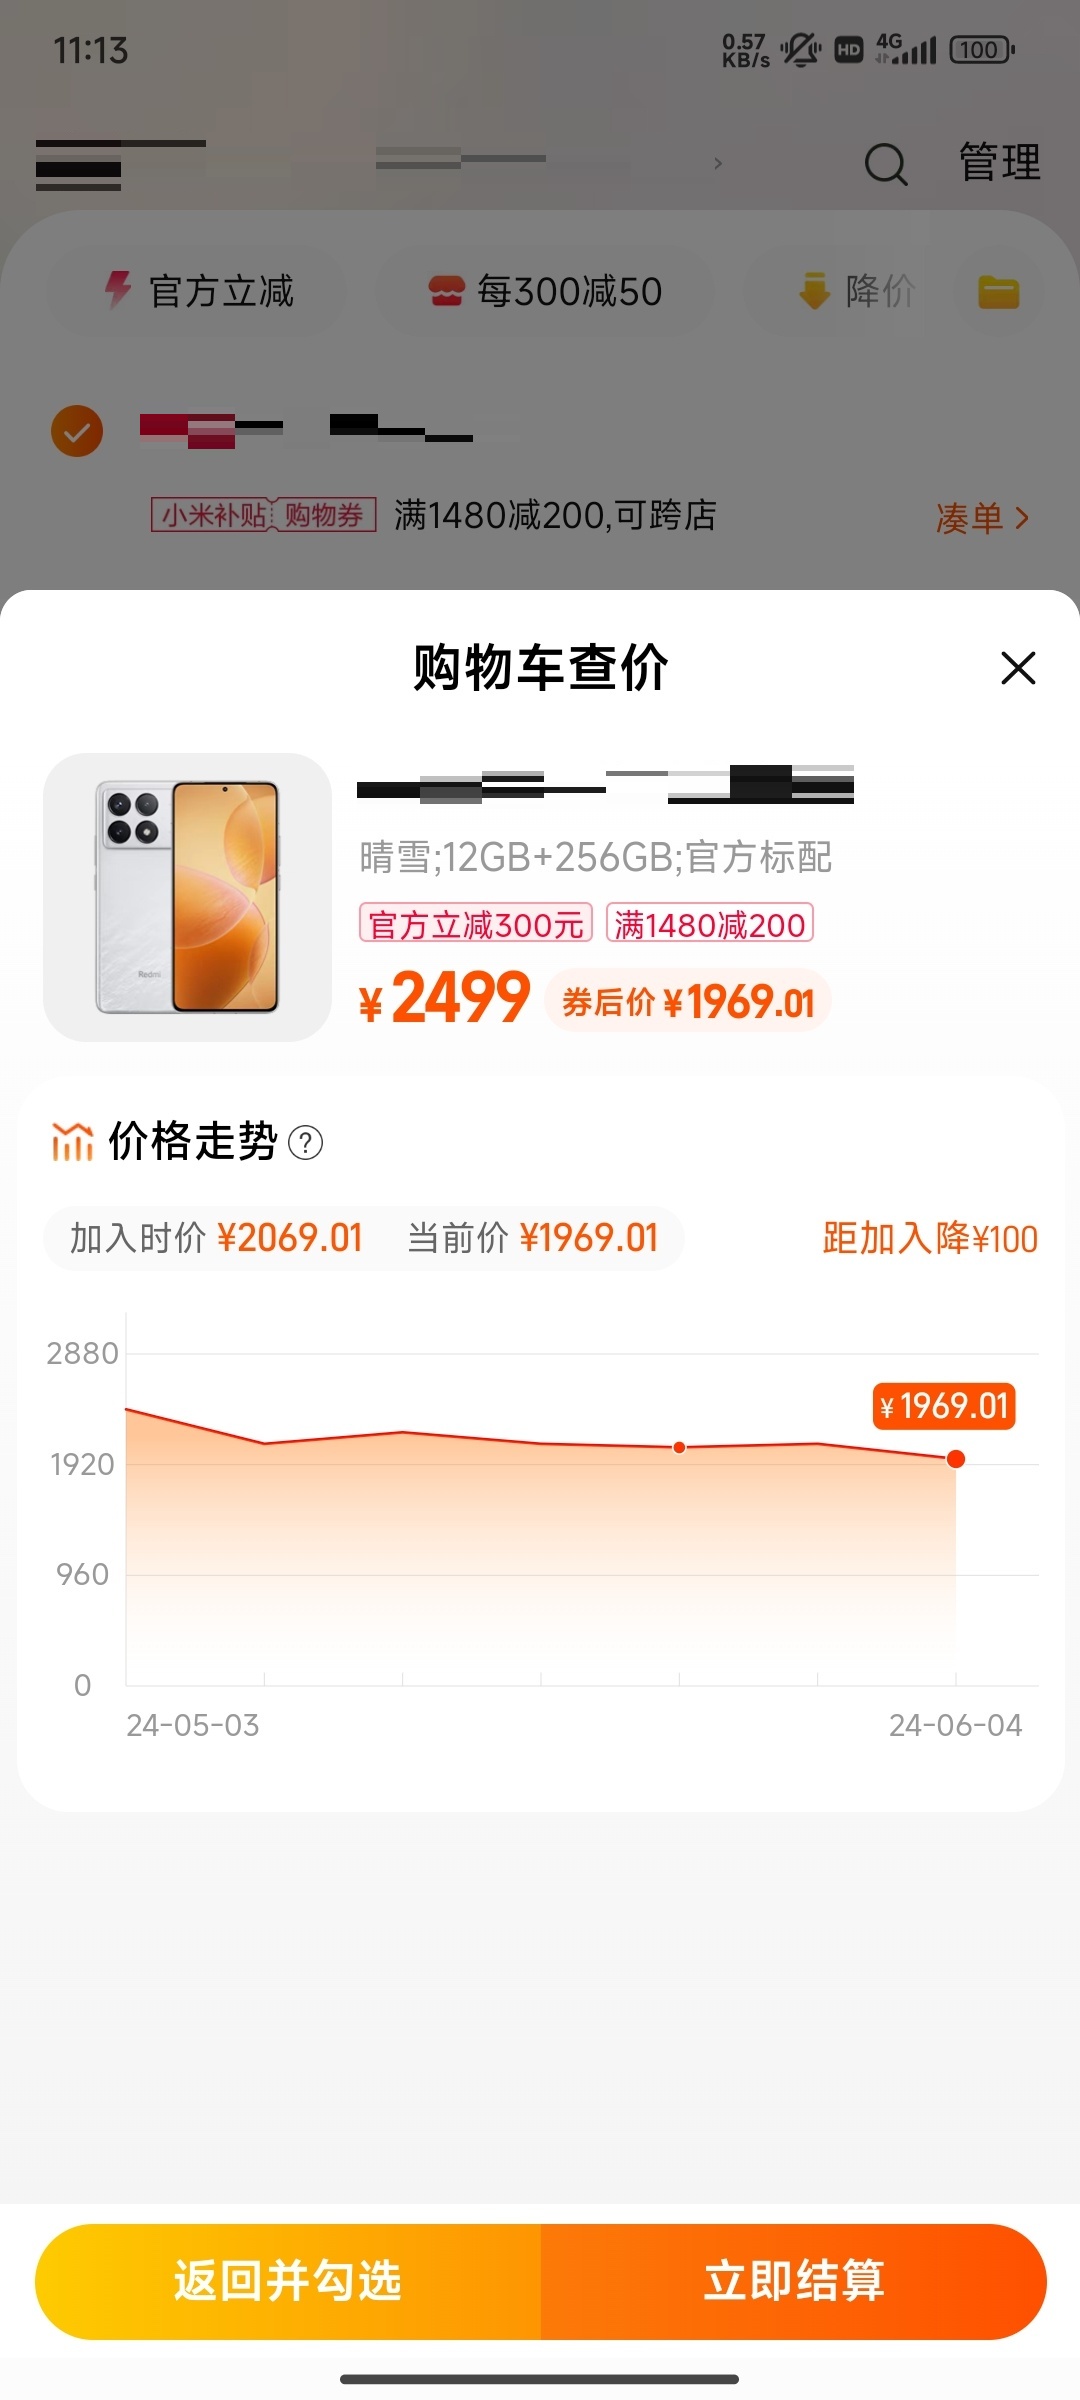 11:13
0.57 KB/s
HD
4G
100
管理
官方立减
每300减50
降价
小米补贴 购物券 满1480减200,可跨店
凑单
购物车查价
Redmi
晴雪;12GB+256GB;官方标配
官方立减300元 满1480减200
¥2499 券后价 ¥1969.01
价格走势 ?
加入时价 ¥2069.01 当前价 ¥1969.01 距加入降¥100
2880
¥1969.01
1920
960
0
24-05-03 24-06-04
返回并勾选 立即结算